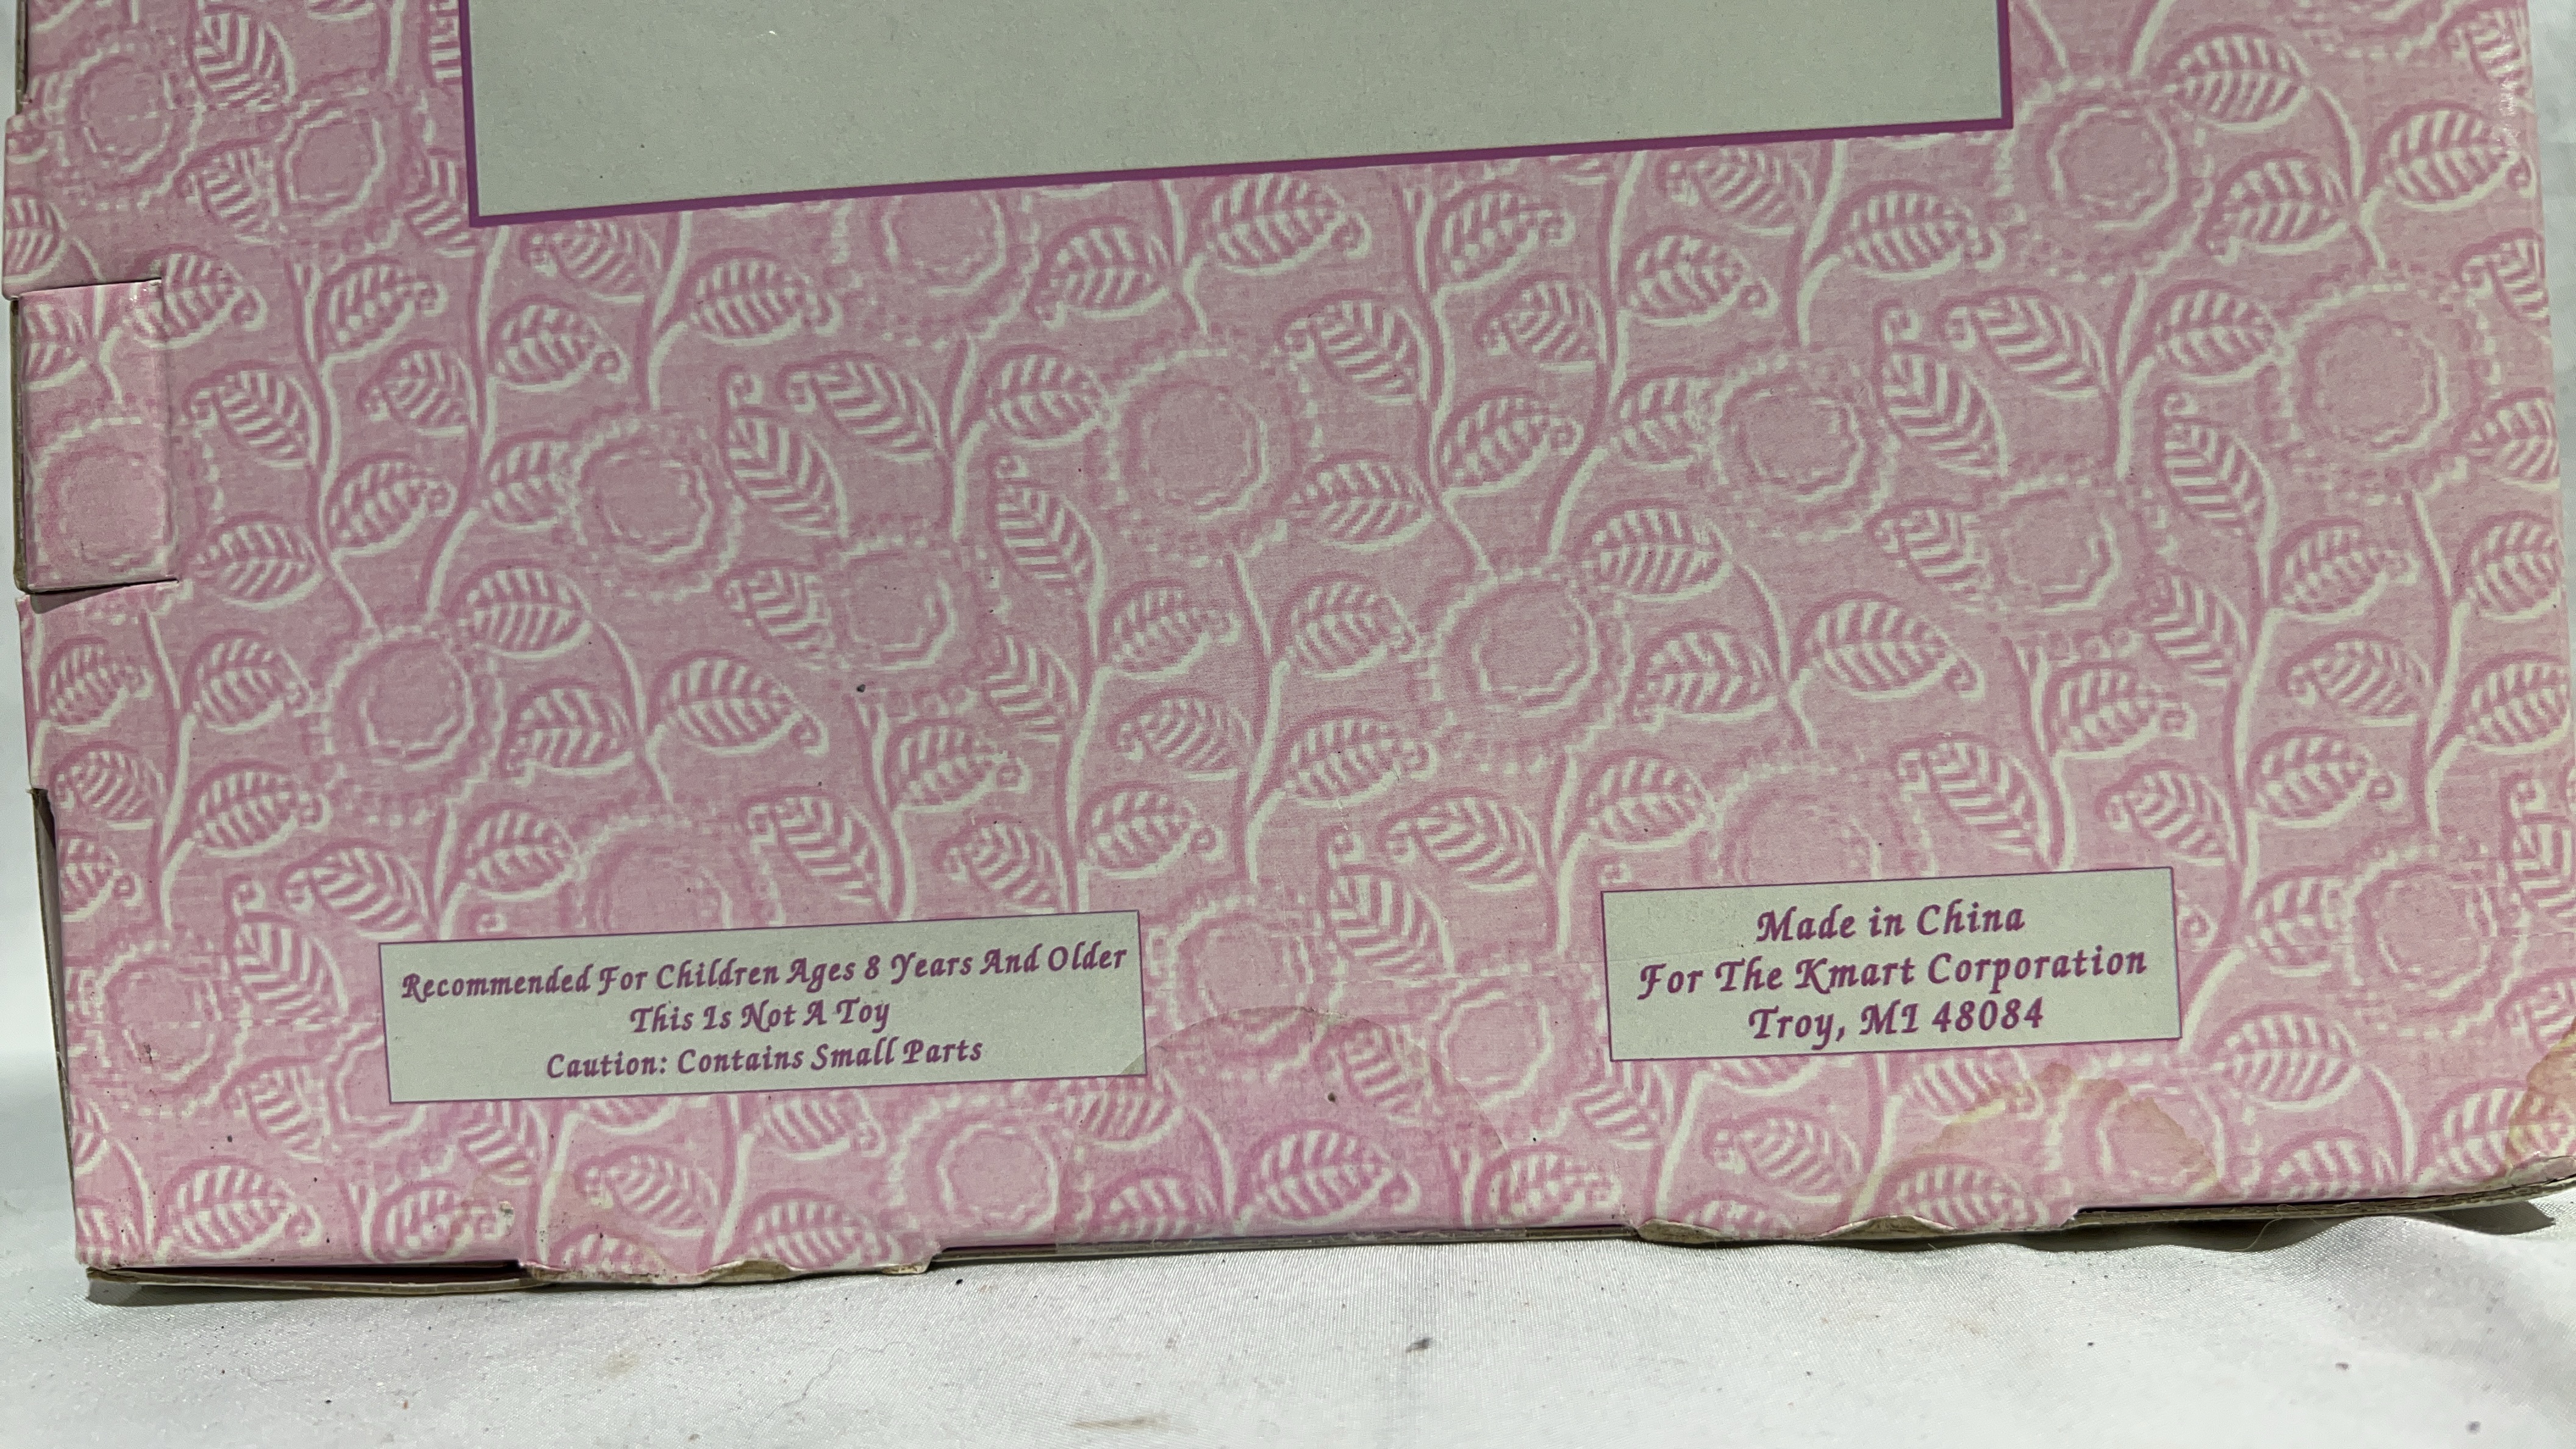 Recommended For Children Ages 8 Years And Older
This Is Not A Toy
Caution: Contains Small Parts
Made in China
For The Kmart Corporation
Troy, MI 48084